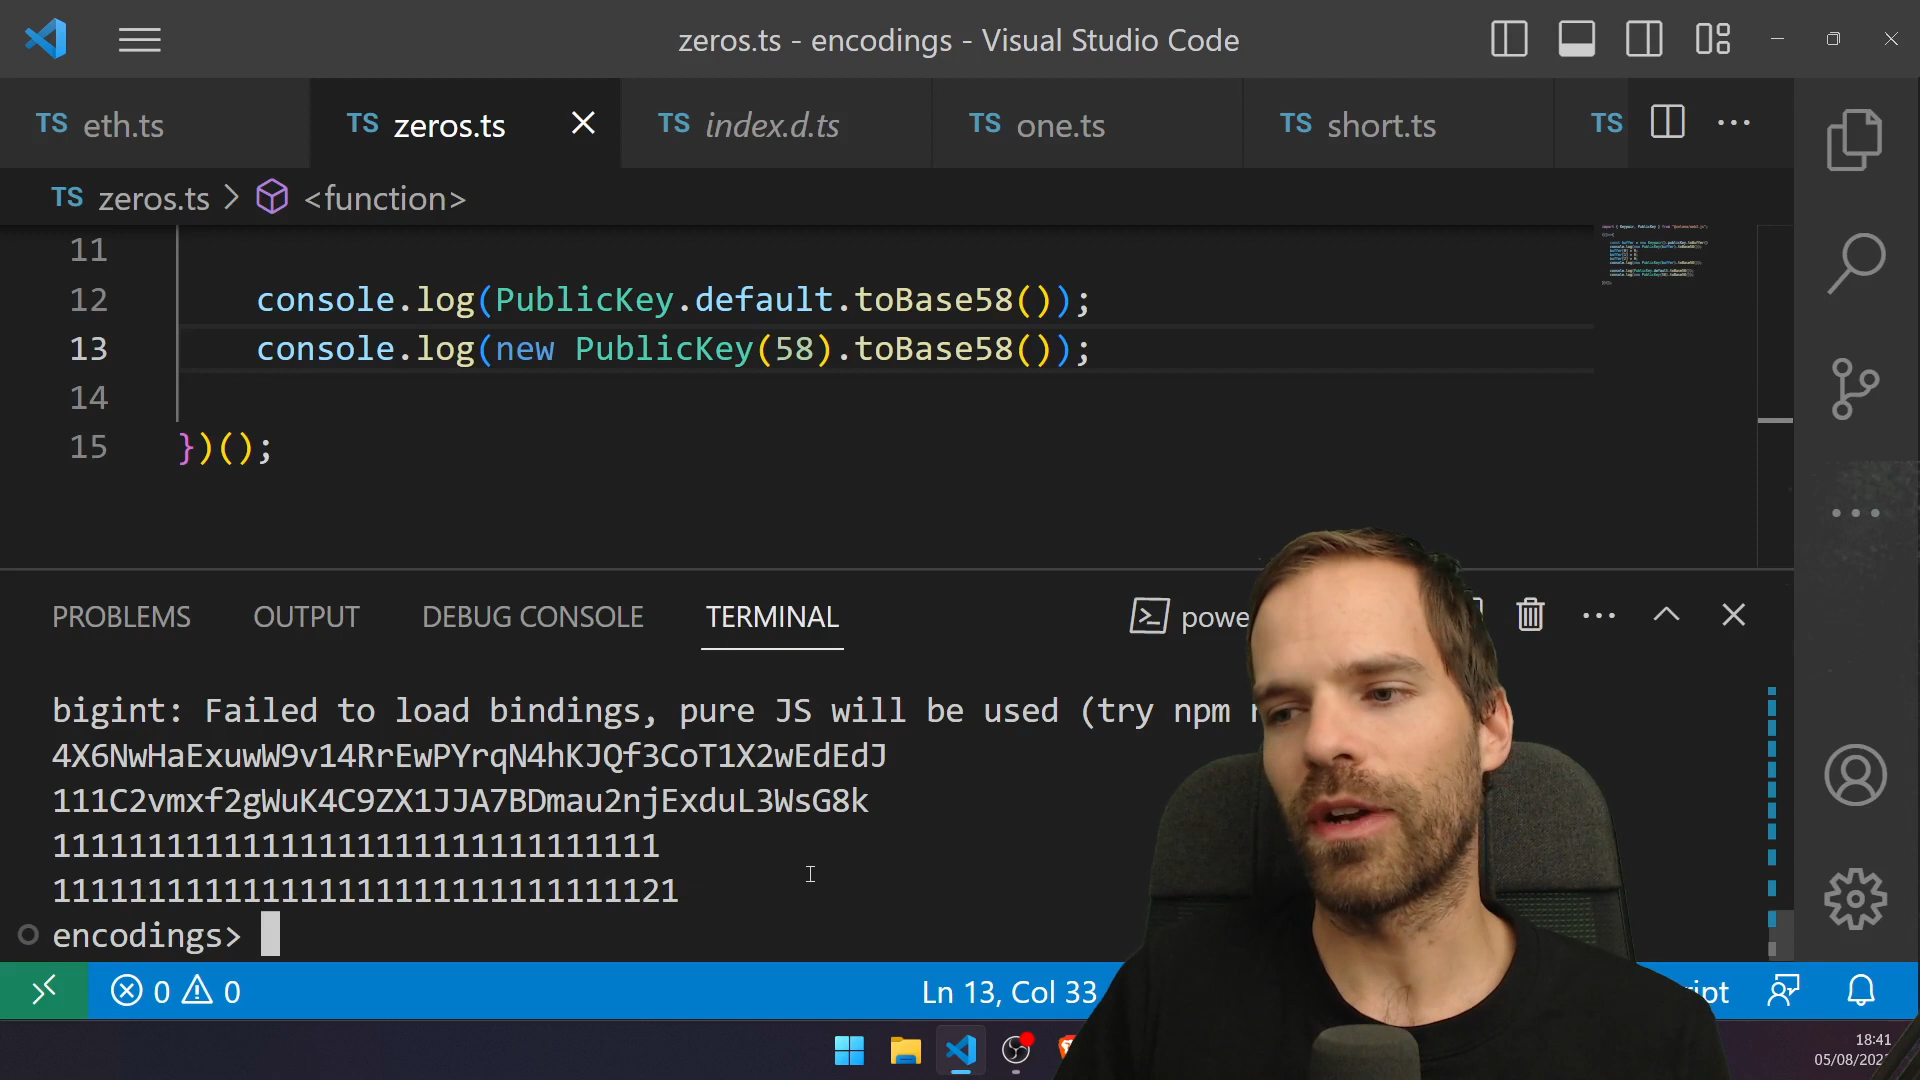 zeros.ts - encodings - Visual Studio Code
TS eth.ts
TS zeros.ts
TS index.d.ts
TS one.ts
TS short.ts
TS
TS zeros.ts > <function>
11
12 console.log(PublicKey.default.toBase58());
13 console.log(new PublicKey(58).toBase58());
14
15 })();
PROBLEMS OUTPUT DEBUG CONSOLE TERMINAL
bigint: Failed to load bindings, pure JS will be used (try npm
4X6NwHaExuwW9v14RrEwPYrqN4hKJQf3CoT1X2wEdEdJ
111C2vmxf2gWuK4C9ZX1JJA7BDmau2njExduL3WsG8k
11111111111111111111111111111111
111111111111111111111111111111121
encodings>
0 0
Ln 13, Col 33
18:41